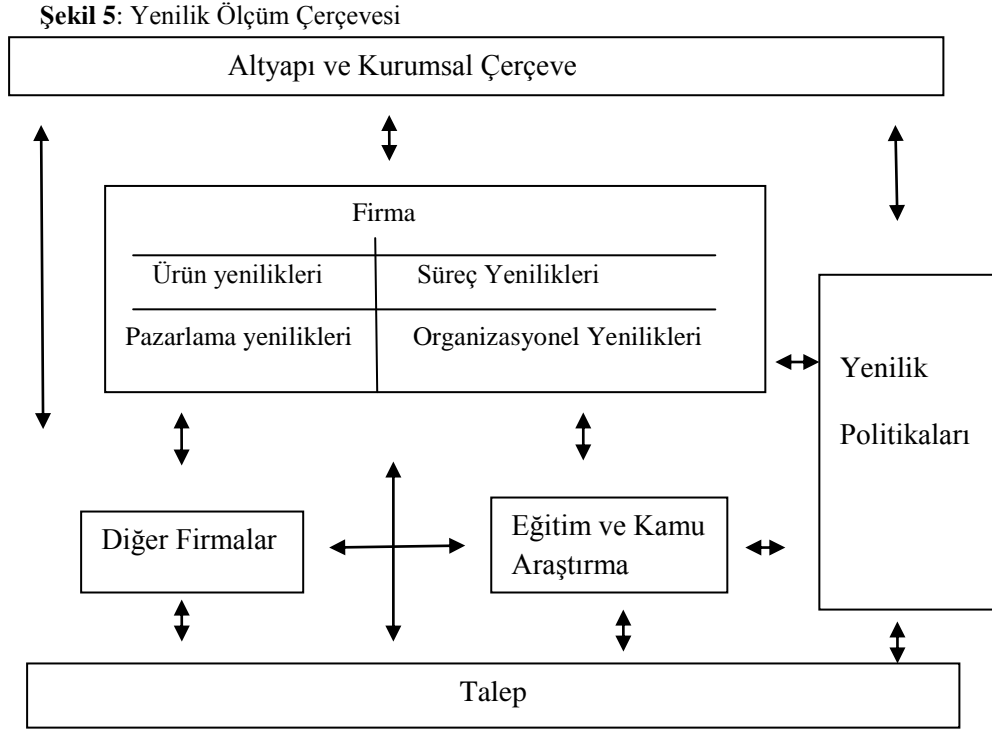 Şekil 5: Yenilik Ölçüm Çerçevesi
Altyapı ve Kurumsal Çerçeve
Firma
Ürün yenilikleri Süreç Yenilikleri
Pazarlama yenilikleri Organizasyonel Yenilikleri
Yenilik
Politikaları
Diğer Firmalar
Eğitim ve Kamu
Araştırma
Talep